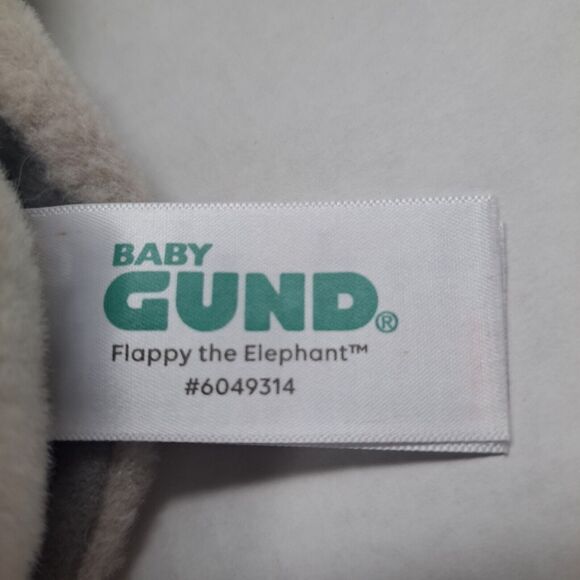 BABY
GUND®
Flappy the Elephant™
#6049314